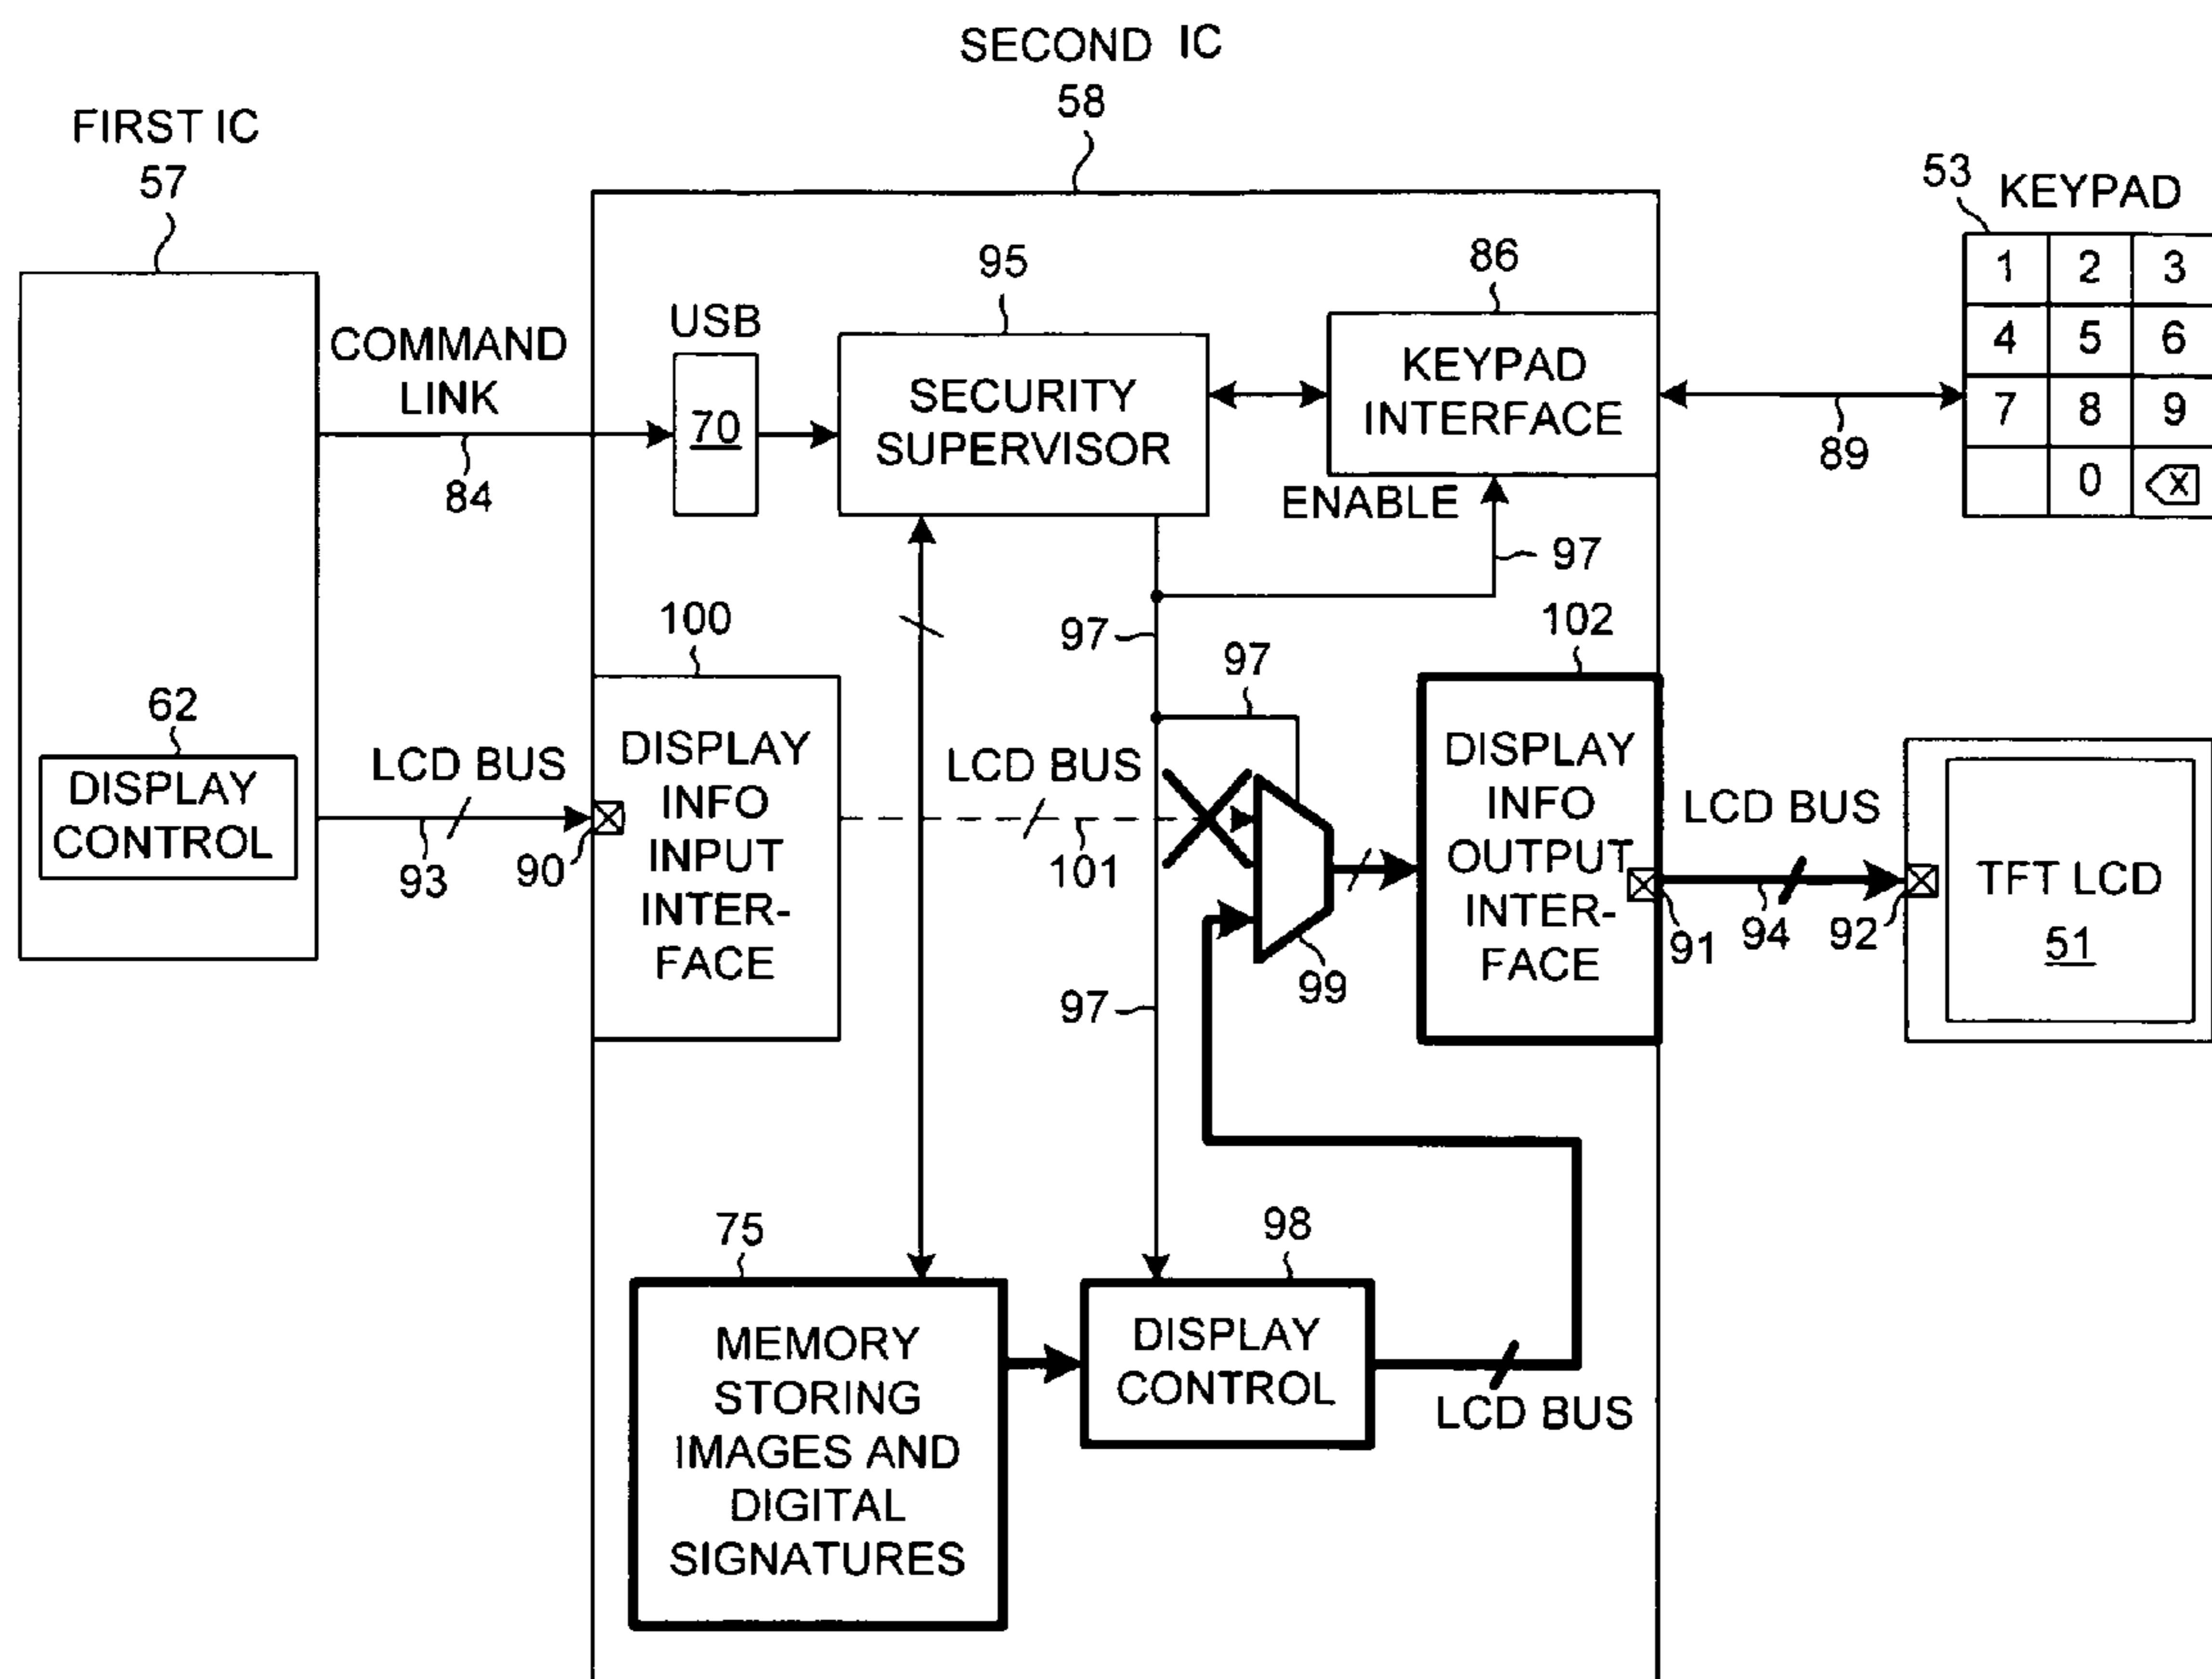 SECOND IC
58
FIRST IC
57
53 KEYPAD
1 2 3
4 5 6
7 8 9
0 X
COMMAND
LINK
84
USB
70
95
SECURITY
SUPERVISOR
86
KEYPAD
INTERFACE
89
ENABLE
97
97
97
97
100
DISPLAY
INFO
INPUT
INTER-
FACE
62
DISPLAY
CONTROL
LCD BUS
93
90
LCD BUS
101
99
102
DISPLAY
INFO
OUTPUT
INTER-
FACE
91
LCD BUS
94
92
TFT LCD
51
75
MEMORY
STORING
IMAGES AND
DIGITAL
SIGNATURES
98
DISPLAY
CONTROL
LCD BUS